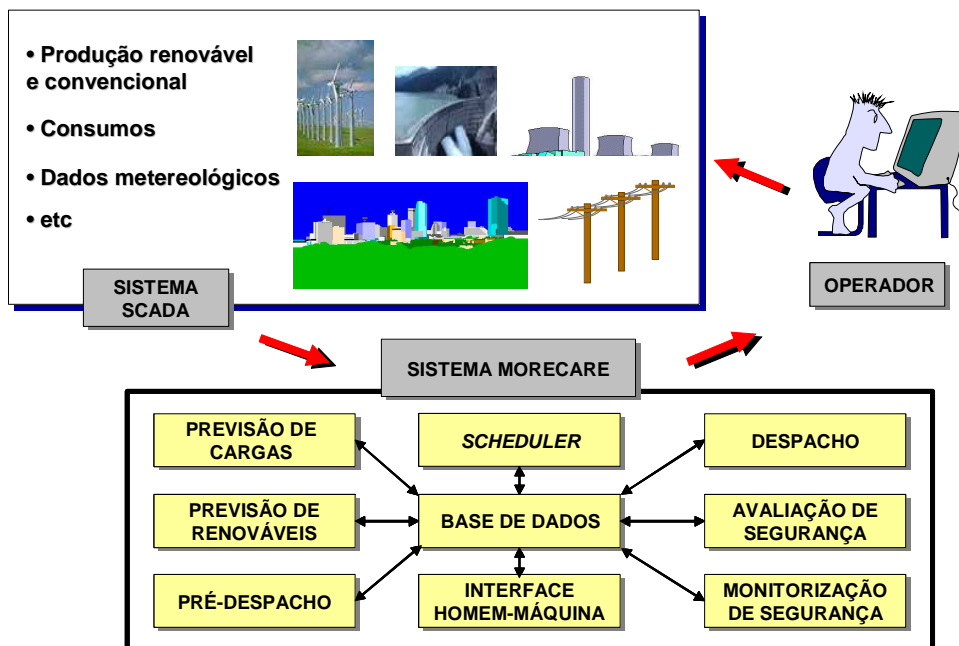 • Produção renovável
e convencional
• Consumos
• Dados metereológicos
• etc
SISTEMA
SCADA
OPERADOR
SISTEMA MORECARE
PREVISÃO DE
CARGAS
SCHEDULER
DESPACHO
PREVISÃO DE
RENOVÁVEIS
BASE DE DADOS
AVALIAÇÃO DE
SEGURANÇA
PRÉ-DESPACHO
INTERFACE
HOMEM-MÁQUINA
MONITORIZAÇÃO
DE SEGURANÇA